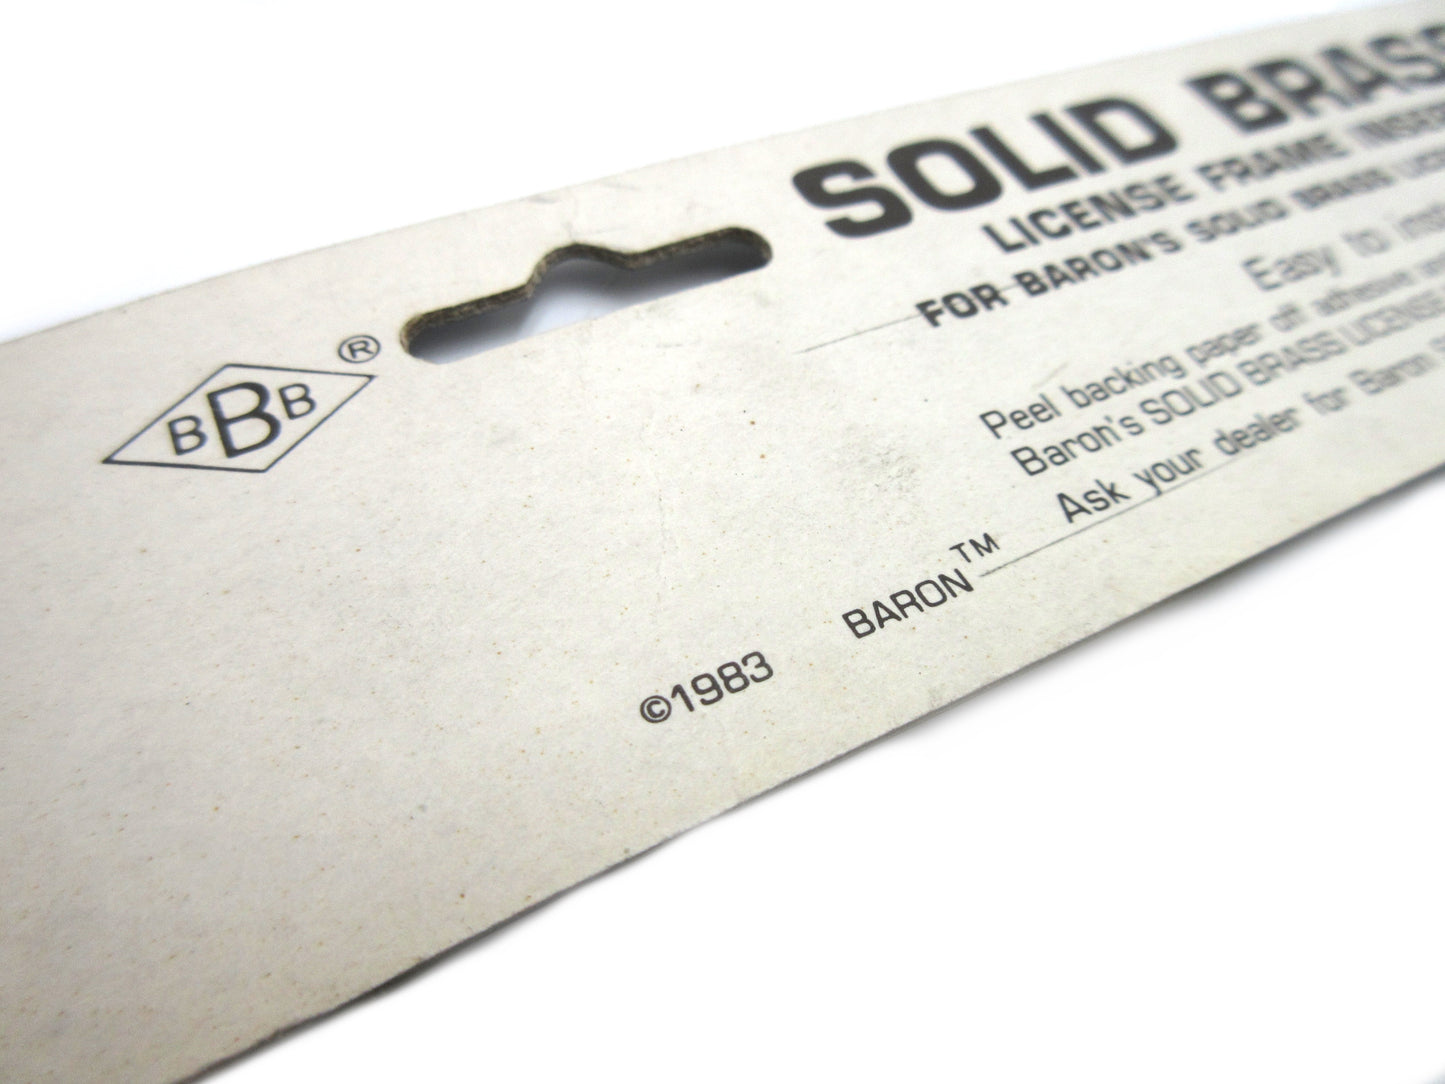 SOLID BRASS
LICENSE FRAME
FOR BARON'S SOLID BRASS
Easy to
Peel backing paper off adhesive
Baron's SOLID BRASS LICENSE
Ask your dealer for Baron
BBB®
BARON™
©1983